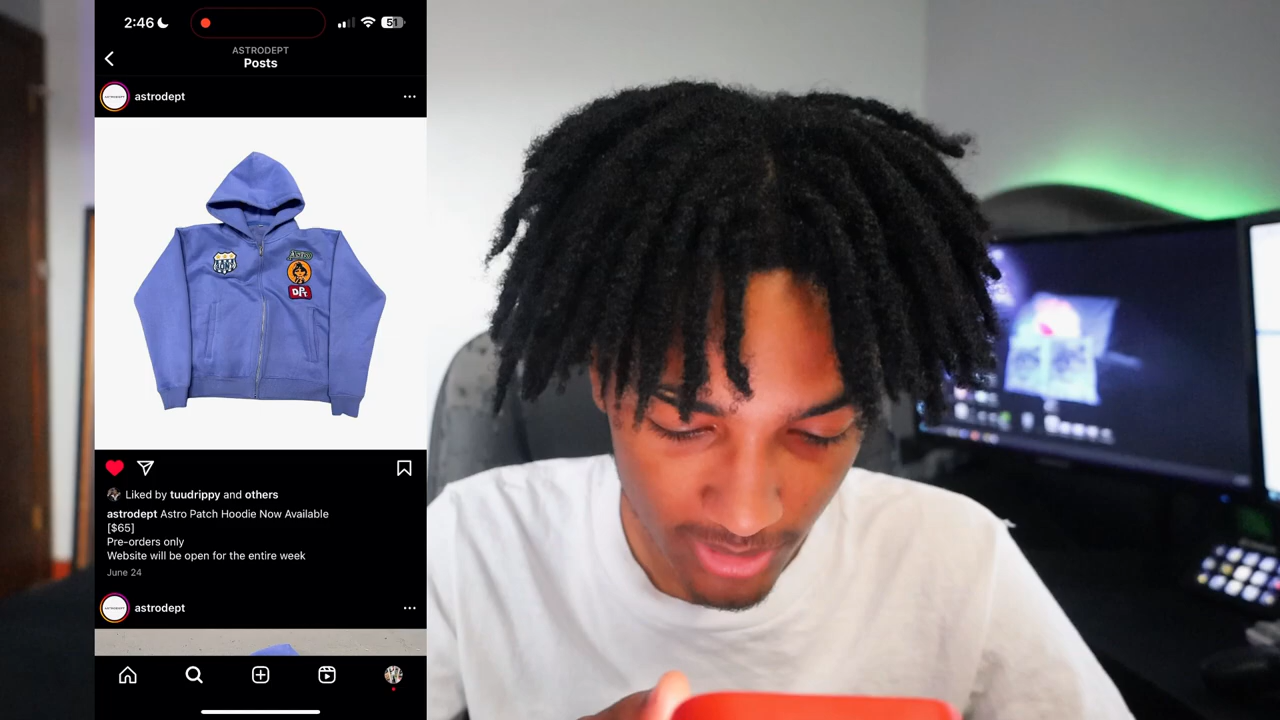 2:46
51
ASTRODEPT
Posts
astrodept
Astro
DPT
Liked by tuudrippy and others
astrodept Astro Patch Hoodie Now Available
[$65]
Pre-orders only
Website will be open for the entire week
June 24
astrodept